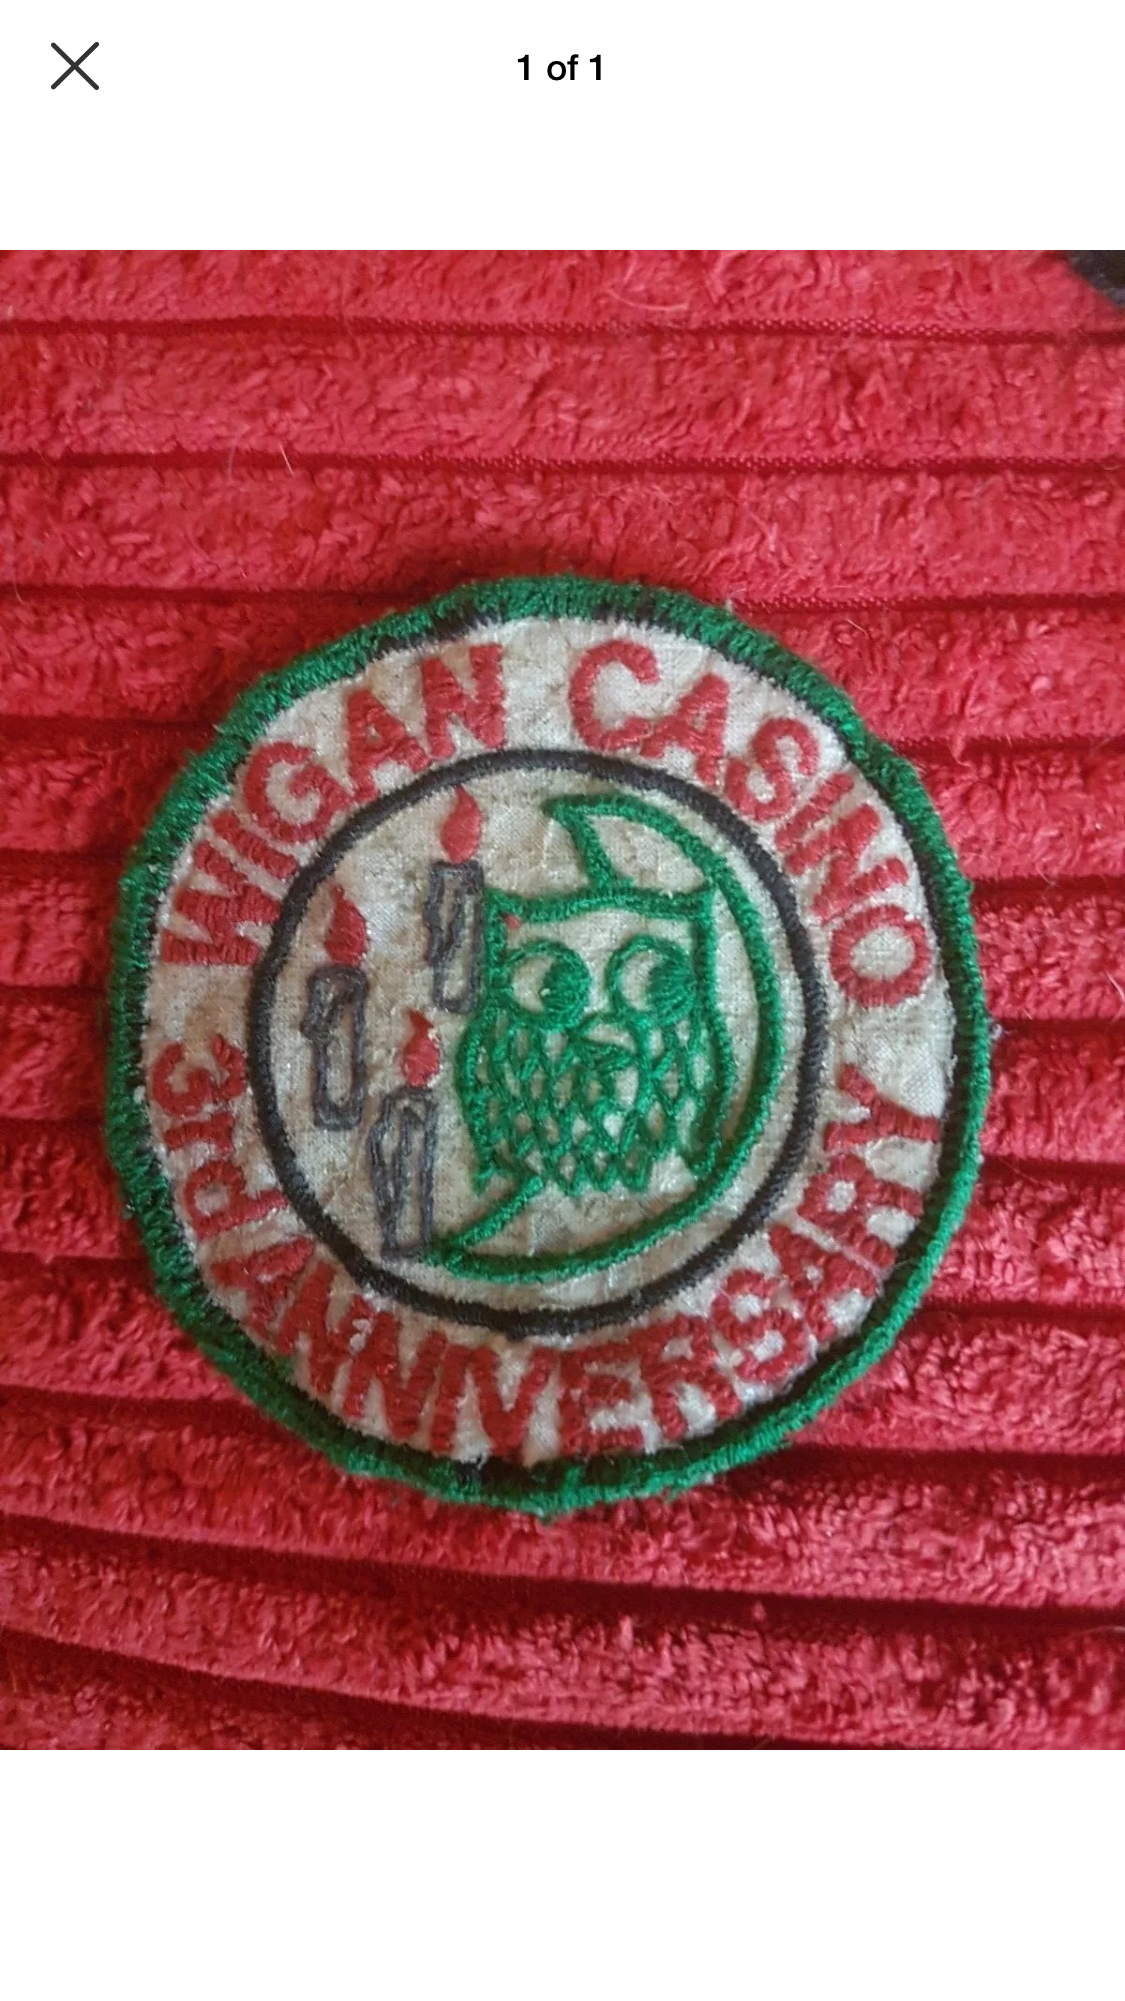 1 of 1
WIGAN CASINO
3RD ANNIVERSARY